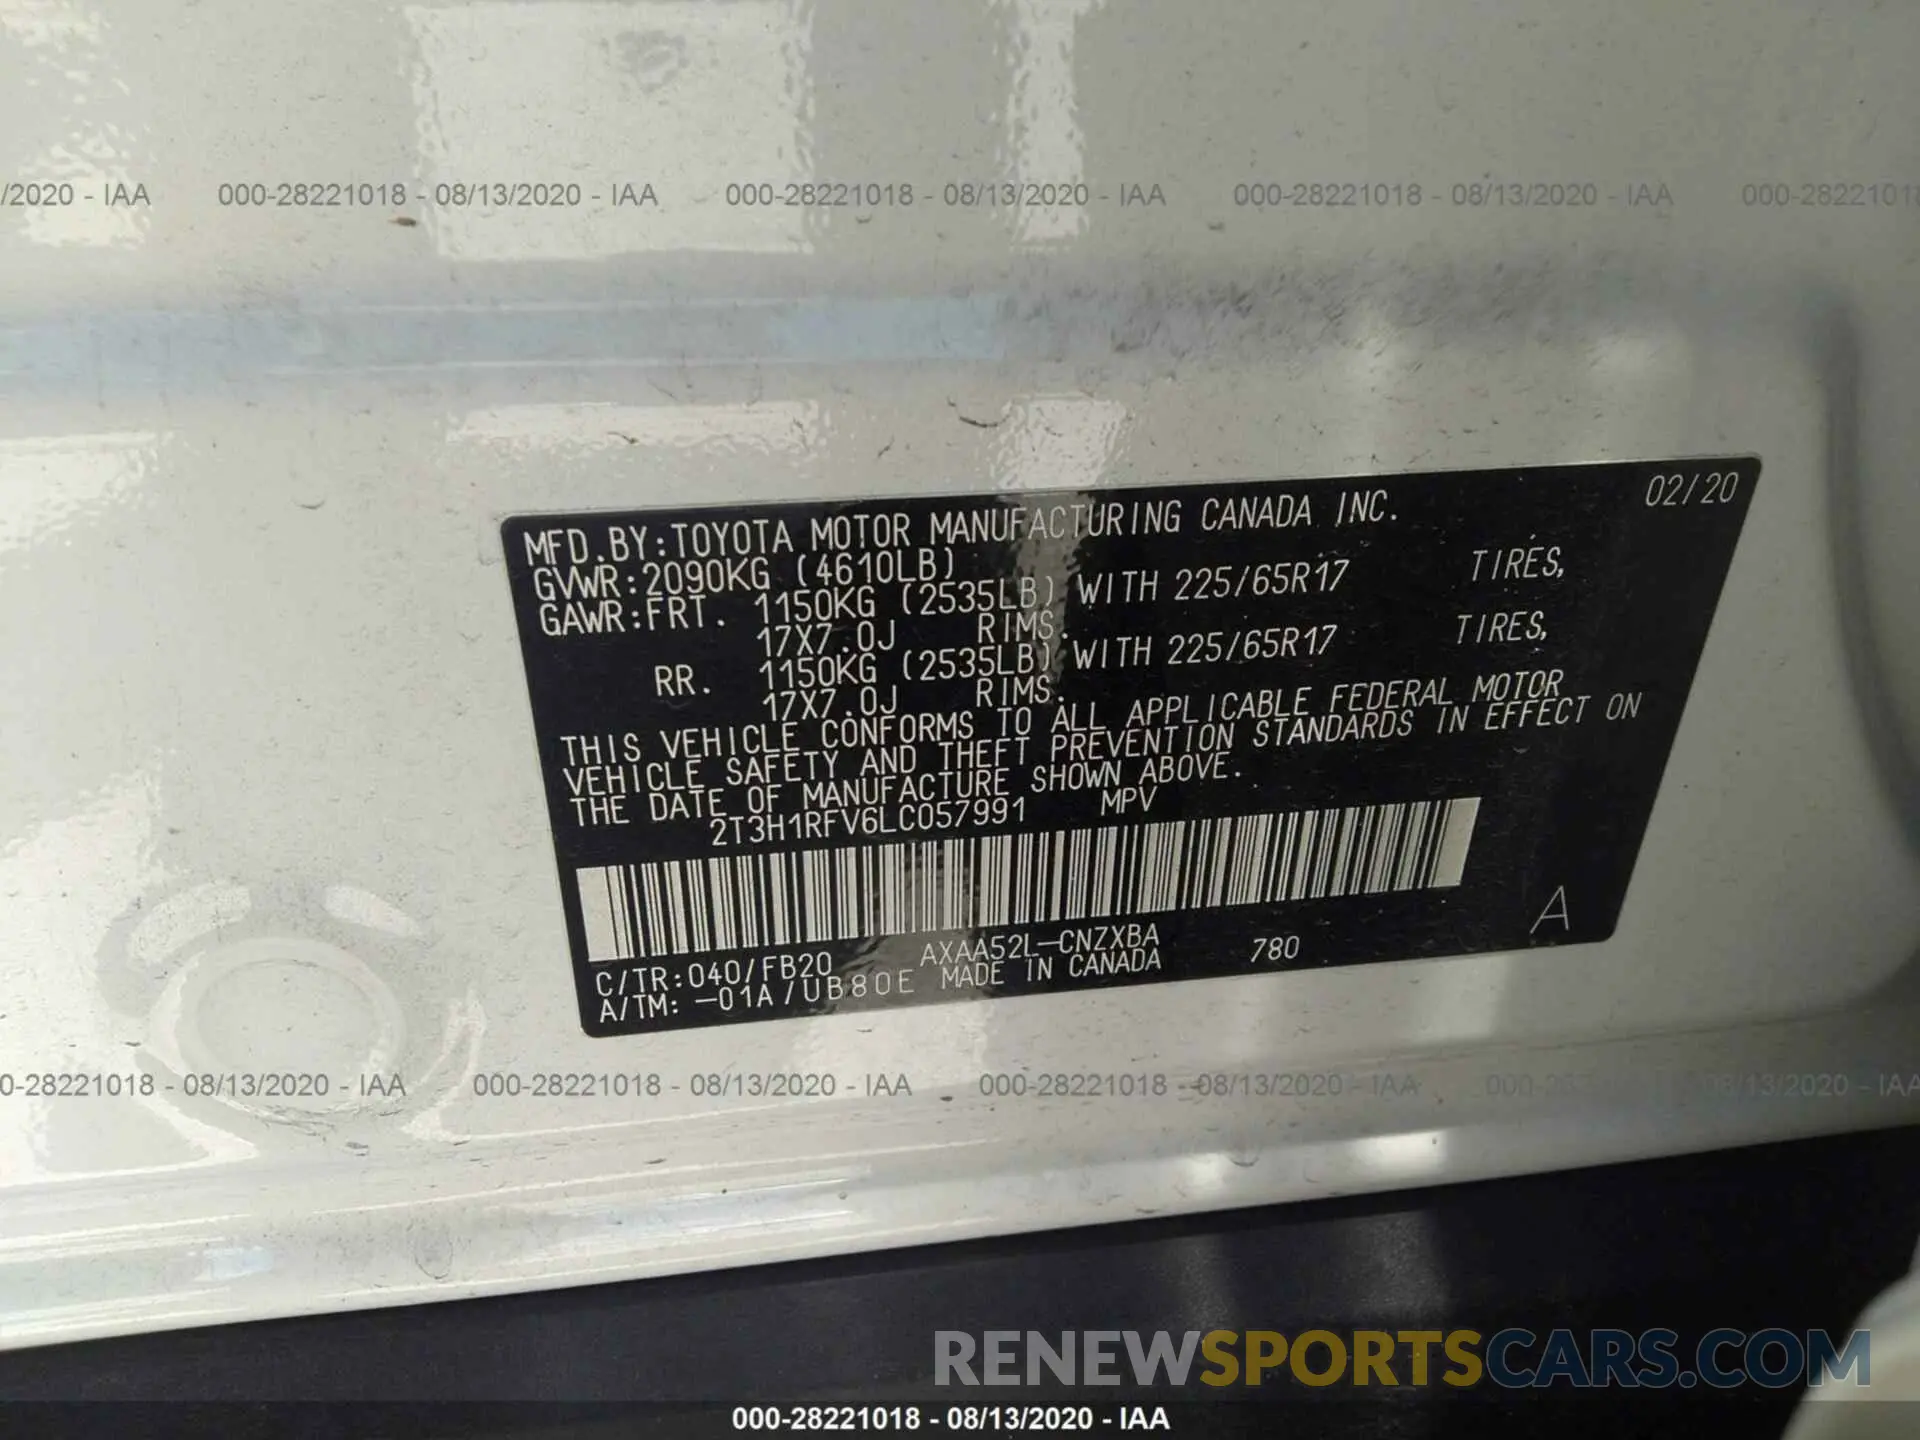 /2020 - IAA 000-28221018 - 08/13/2020 - IAA 000-28221018 - 08/13/2020 - IAA 000-28221018 - 08/13/2020 - IAA 000-2822101
02/20
MFD.BY:TOYOTA MOTOR MANUFACTURING CANADA INC.
GVWR:2090KG (4610LB)
GAWR:FRT. 1150KG (2535LB) WITH 225/65R17 TIRES,
17X7.0J RIMS.
RR. 1150KG (2535LB) WITH 225/65R17 TIRES,
17X7.0J RIMS.
THIS VEHICLE CONFORMS TO ALL APPLICABLE FEDERAL MOTOR
VEHICLE SAFETY AND THEFT PREVENTION STANDARDS IN EFFECT ON
THE DATE OF MANUFACTURE SHOWN ABOVE.
2T3H1RFV6LC057991 MPV
A
C/TR:040/FB20 AXAA52L-CNZXBA 780
A/TM: -01A/UB80E MADE IN CANADA
0-28221018 - 08/13/2020 - IAA 000-28221018 - 08/13/2020 - IAA 000-28221018 - 08/13/2020 - IAA 000-28221018 - 08/13/2020 - IAA
RENEWSPORTSCARS.COM
000-28221018 - 08/13/2020 - IAA